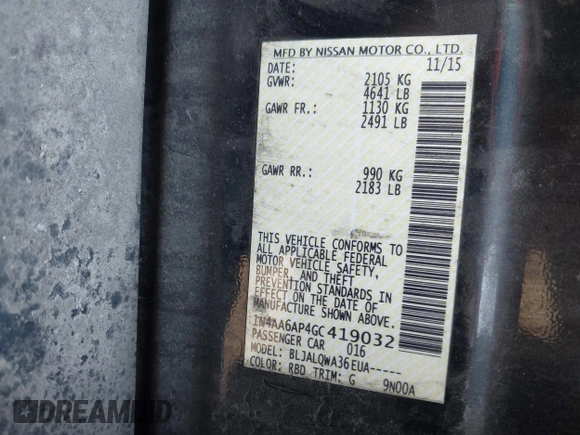 MFD BY NISSAN MOTOR CO., LTD.
DATE: 11/15
GVWR: 2105 KG
4641 LB
GAWR FR.: 1130 KG
2491 LB
GAWR RR.: 990 KG
2183 LB
THIS VEHICLE CONFORMS TO
ALL APPLICABLE FEDERAL
MOTOR VEHICLE SAFETY,
BUMPER, AND THEFT
PREVENTION STANDARDS IN
EFFECT ON THE DATE OF
MANUFACTURE SHOWN ABOVE.
1N4AA6AP4GC419032
PASSENGER CAR 016
MODEL: BLJALQWA36EUA-----
COLOR: RBD TRIM: G 9N00A
DREAMBID